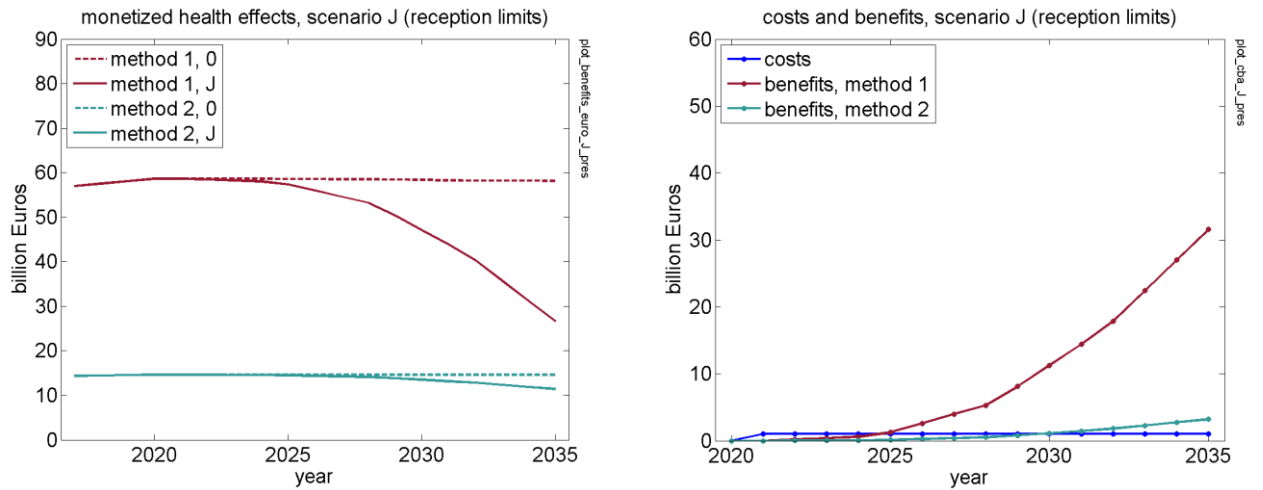 monetized health effects, scenario J (reception limits)
90
80
70
60
50
40
30
20
10
0
billion Euros
method 1, 0
method 1, J
method 2, 0
method 2, J
2020
2025
2030
2035
year
plot_benefits_euro_J_pres
costs and benefits, scenario J (reception limits)
60
50
40
30
20
10
0
billion Euros
costs
benefits, method 1
benefits, method 2
2020
2025
2030
2035
year
plot_cba_J_pres